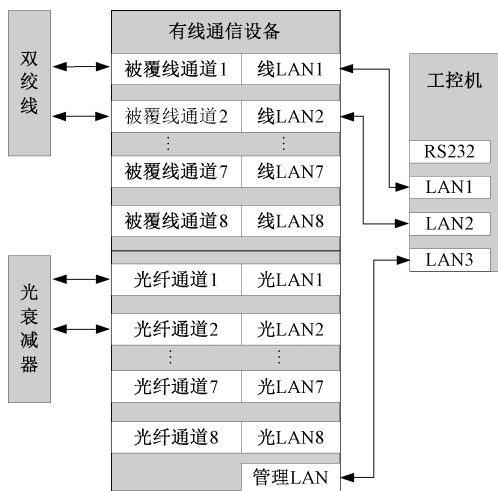 双绞线
光衰减器
有线通信设备
被覆线通道1 线LAN1
被覆线通道2 线LAN2
⋮ ⋮
被覆线通道7 线LAN7
被覆线通道8 线LAN8
光纤通道1 光LAN1
光纤通道2 光LAN2
⋮ ⋮
光纤通道7 光LAN7
光纤通道8 光LAN8
管理LAN
工控机
RS232
LAN1
LAN2
LAN3